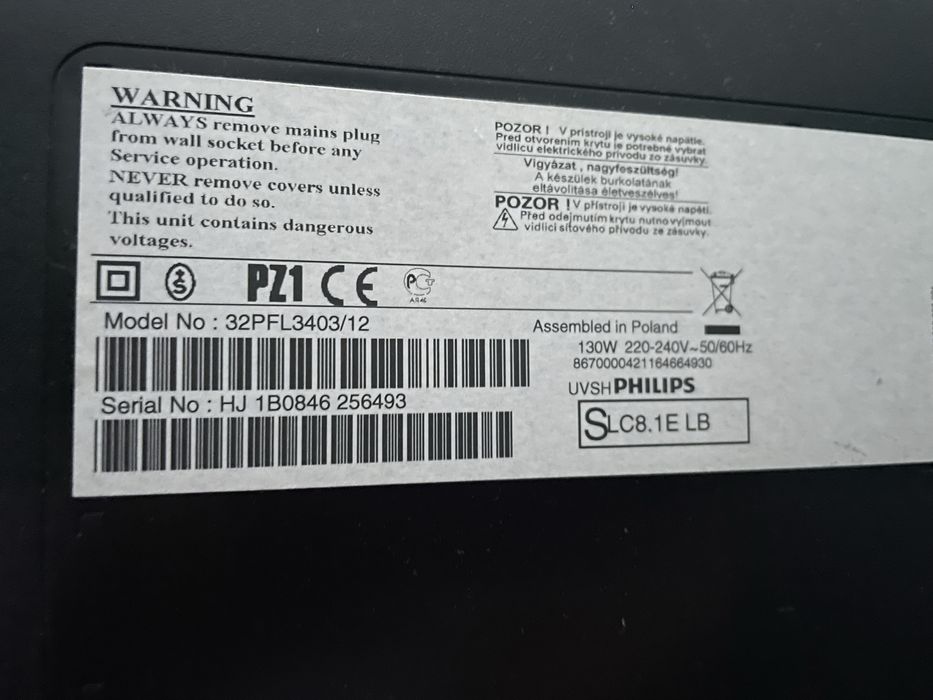 WARNING
ALWAYS remove mains plug
from wall socket before any
Service operation.
NEVER remove covers unless
qualified to do so.
This unit contains dangerous
voltages.
POZOR ! V prístroji je vysoké napätie.
Pred otvorením krytu je potrebné vybrat
vidlicu elektrického prívodu zo zásuvky.
Vigyázat , nagyfeszültség!
A készülek burkolatának
eltávolitása életveszélyes!
POZOR ! V přístroji je vysoké napětí.
Před odejmutím krytu nutno vyjmout
vidlici síťového přívodu ze zásuvky.
S PZ1 CE PCT
Model No : 32PFL3403/12
Serial No : HJ 1B0846 256493
Assembled in Poland
130W 220-240V~50/60Hz
8670000421164664930
UVSH PHILIPS
SLC8.1E LB